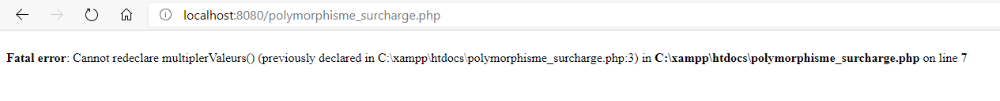 localhost:8080/polymorphisme_surcharge.php
Fatal error: Cannot redeclare multiplerValeurs() (previously declared in C:\xampp\htdocs\polymorphisme_surcharge.php:3) in C:\xampp\htdocs\polymorphisme_surcharge.php on line 7